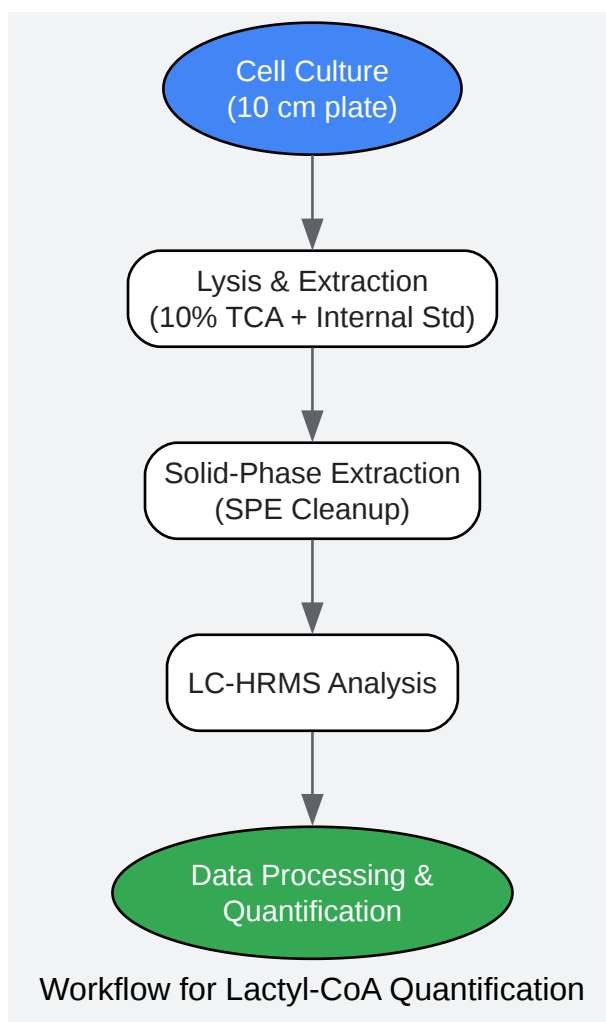 Cell Culture
(10 cm plate)
Lysis & Extraction
(10% TCA + Internal Std)
Solid-Phase Extraction
(SPE Cleanup)
LC-HRMS Analysis
Data Processing &
Quantification
Workflow for Lactyl-CoA Quantification